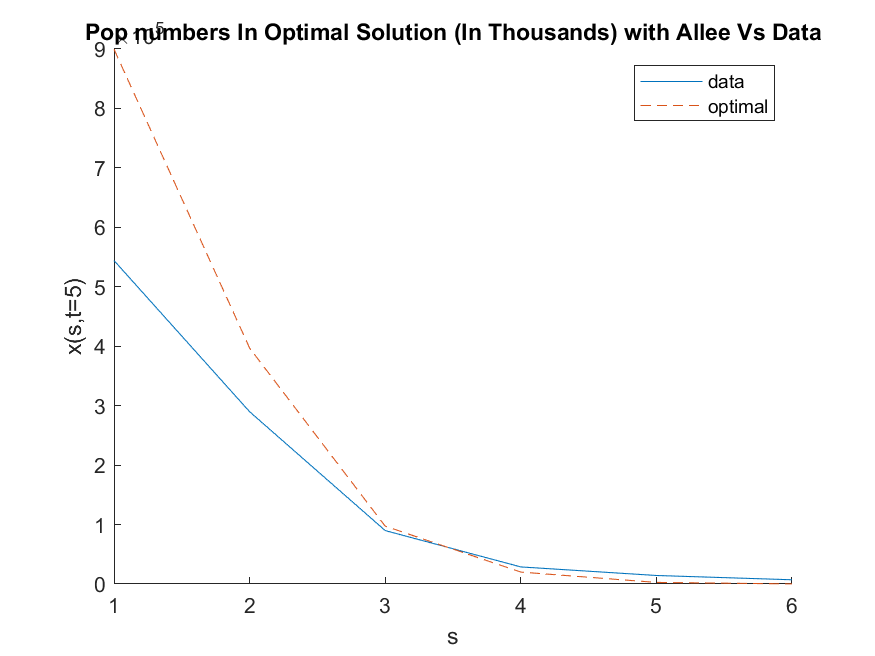 Pop numbers In Optimal Solution (In Thousands) with Allee Vs Data
×10^5
9
8
7
6
5
4
3
2
1
0
x(s,t=5)
data
optimal
1 2 3 4 5 6
s